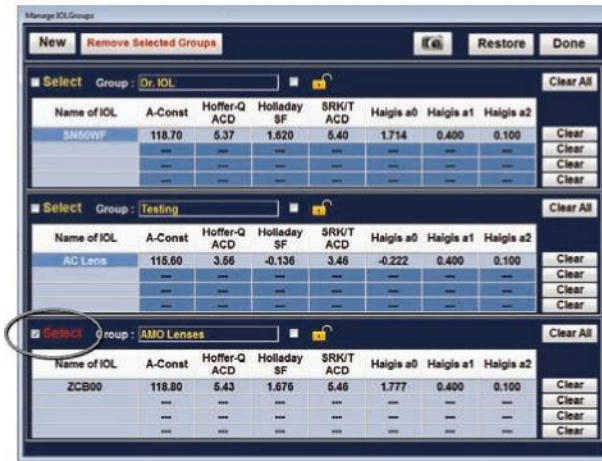 Manage IOLGroups
New Remove Selected Groups Restore Done
Select Group : Dr. IOL Clear All
Name of IOL A-Const Hoffer-Q ACD Holladay SF SRK/T ACD Haigis a0 Haigis a1 Haigis a2
SN60WF 118.70 5.37 1.620 5.40 1.714 0.400 0.100 Clear
--- --- --- --- --- --- --- Clear
--- --- --- --- --- --- --- Clear
--- --- --- --- --- --- --- Clear
Select Group : Testing Clear All
Name of IOL A-Const Hoffer-Q ACD Holladay SF SRK/T ACD Haigis a0 Haigis a1 Haigis a2
AC Lens 115.60 3.56 -0.136 3.46 -0.222 0.400 0.100 Clear
--- --- --- --- --- --- --- Clear
--- --- --- --- --- --- --- Clear
--- --- --- --- --- --- --- Clear
Select Group : AMO Lenses Clear All
Name of IOL A-Const Hoffer-Q ACD Holladay SF SRK/T ACD Haigis a0 Haigis a1 Haigis a2
ZCB00 118.80 5.43 1.676 5.46 1.777 0.400 0.100 Clear
--- --- --- --- --- --- --- Clear
--- --- --- --- --- --- --- Clear
--- --- --- --- --- --- --- Clear